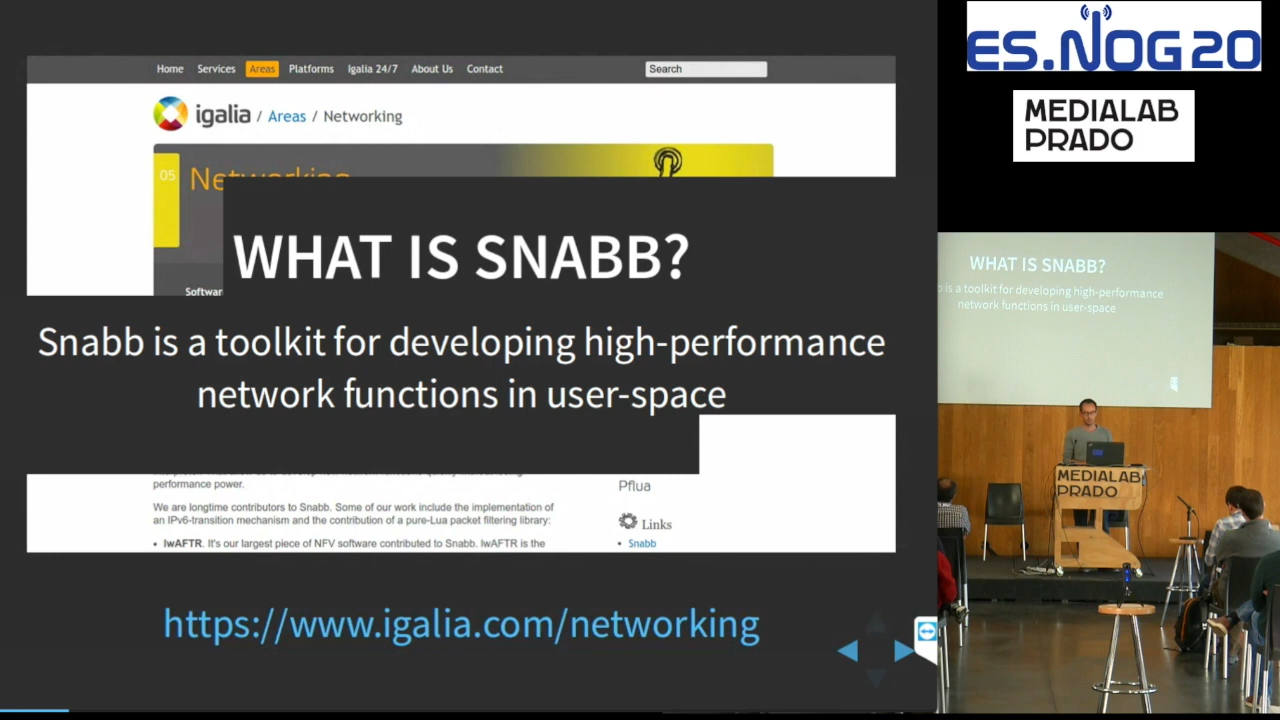 Home Services Areas Platforms Igalia 24/7 About Us Contact Search
igalia / Areas / Networking
05 Networking
WHAT IS SNABB?
Softwar
Snabb is a toolkit for developing high-performance
network functions in user-space
performance power.
We are longtime contributors to Snabb. Some of our work include the implementation of
an IPv6-transition mechanism and the contribution of a pure-Lua packet filtering library:
• lwAFTR. It's our largest piece of NFV software contributed to Snabb. lwAFTR is the
Pflua
Links
• Snabb
https://www.igalia.com/networking
ES.NOG20
MEDIALAB
PRADO
WHAT IS SNABB?
is a toolkit for developing high-performance
network functions in user-space
MEDIALAB
PRADO